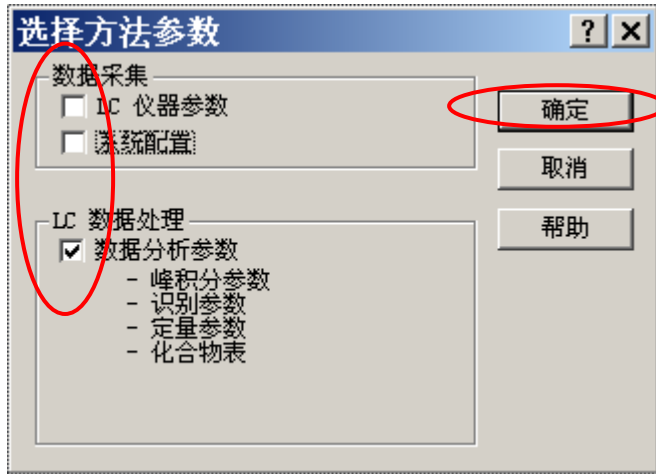 选择方法参数
数据采集
LC 仪器参数
系统配置
确定
取消
帮助
LC 数据处理
数据分析参数
- 峰积分参数
- 识别参数
- 定量参数
- 化合物表